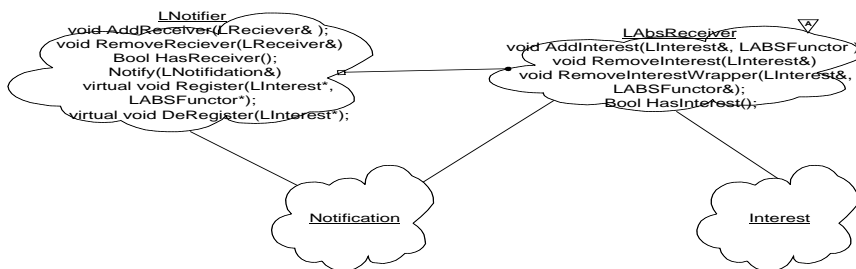 LNotifier
void AddReceiver(LReciever& );
void RemoveReciever(LReceiver&)
Bool HasReceiver();
Notify(LNotifidation&)
virtual void Register(LInterest*,
LABSFunctor*);
virtual void DeRegister(LInterest*);
A
LAbsReceiver
void AddInterest(LInterest&, LABSFunctor )
void RemoveInterest(LInterest&)
void RemoveInterestWrapper(LInterest&,
LABSFunctor&);
Bool HasInterest();
Notification
Interest